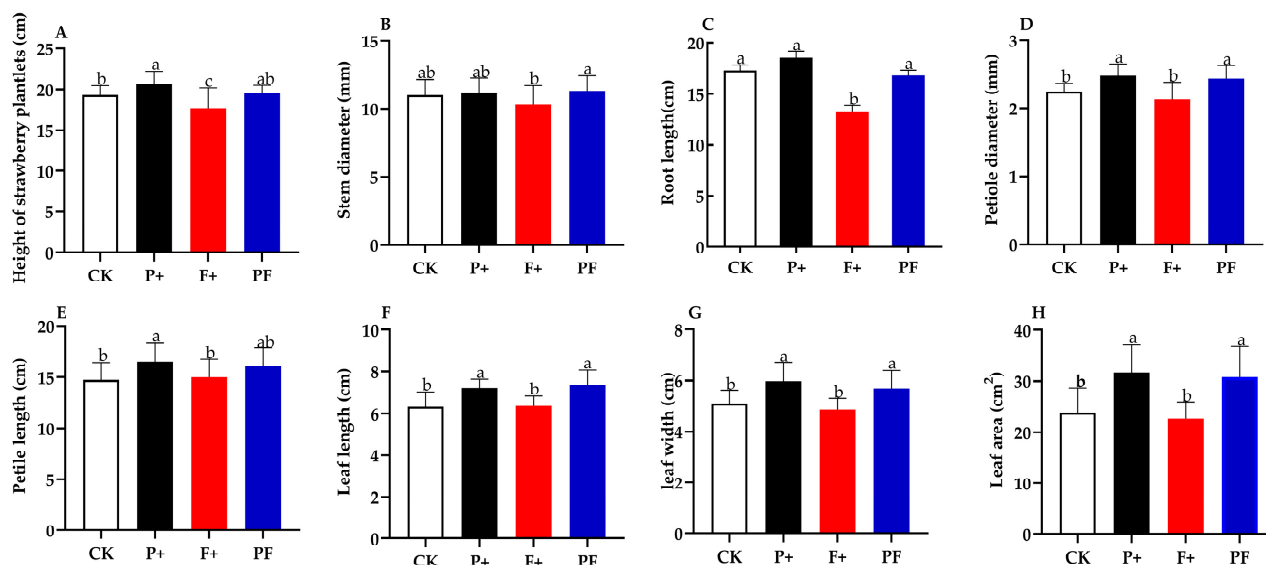 A
Height of strawberry plantlets (cm)
25
20
15
10
5
0
b
a
c
ab
CK
P+
F+
PF
B
Stem diameter (mm)
15
10
5
0
ab
ab
b
a
CK
P+
F+
PF
C
Root length(cm)
20
15
10
5
0
a
a
b
a
CK
P+
F+
PF
D
Petiole diameter (mm)
3
2
1
0
b
a
b
a
CK
P+
F+
PF
E
Petile length (cm)
20
15
10
5
0
b
a
b
ab
CK
P+
F+
PF
F
Leaf length (cm)
10
8
6
4
2
0
b
a
b
a
CK
P+
F+
PF
G
leaf width (cm)
8
6
4
2
0
b
a
b
a
CK
P+
F+
PF
H
Leaf area (cm²)
40
30
20
10
0
b
a
b
a
CK
P+
F+
PF